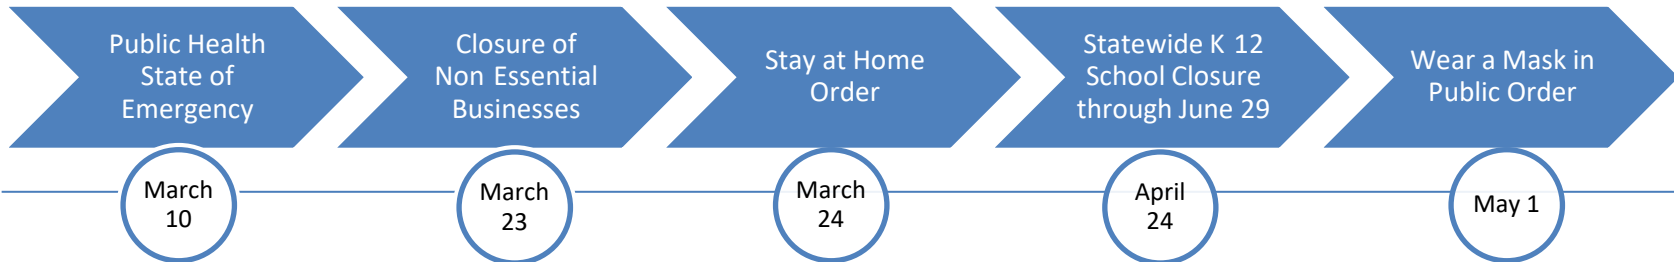 Public Health
State of
Emergency
Closure of
Non Essential
Businesses
Stay at Home
Order
Statewide K 12
School Closure
through June 29
Wear a Mask in
Public Order
March
10
March
23
March
24
April
24
May 1